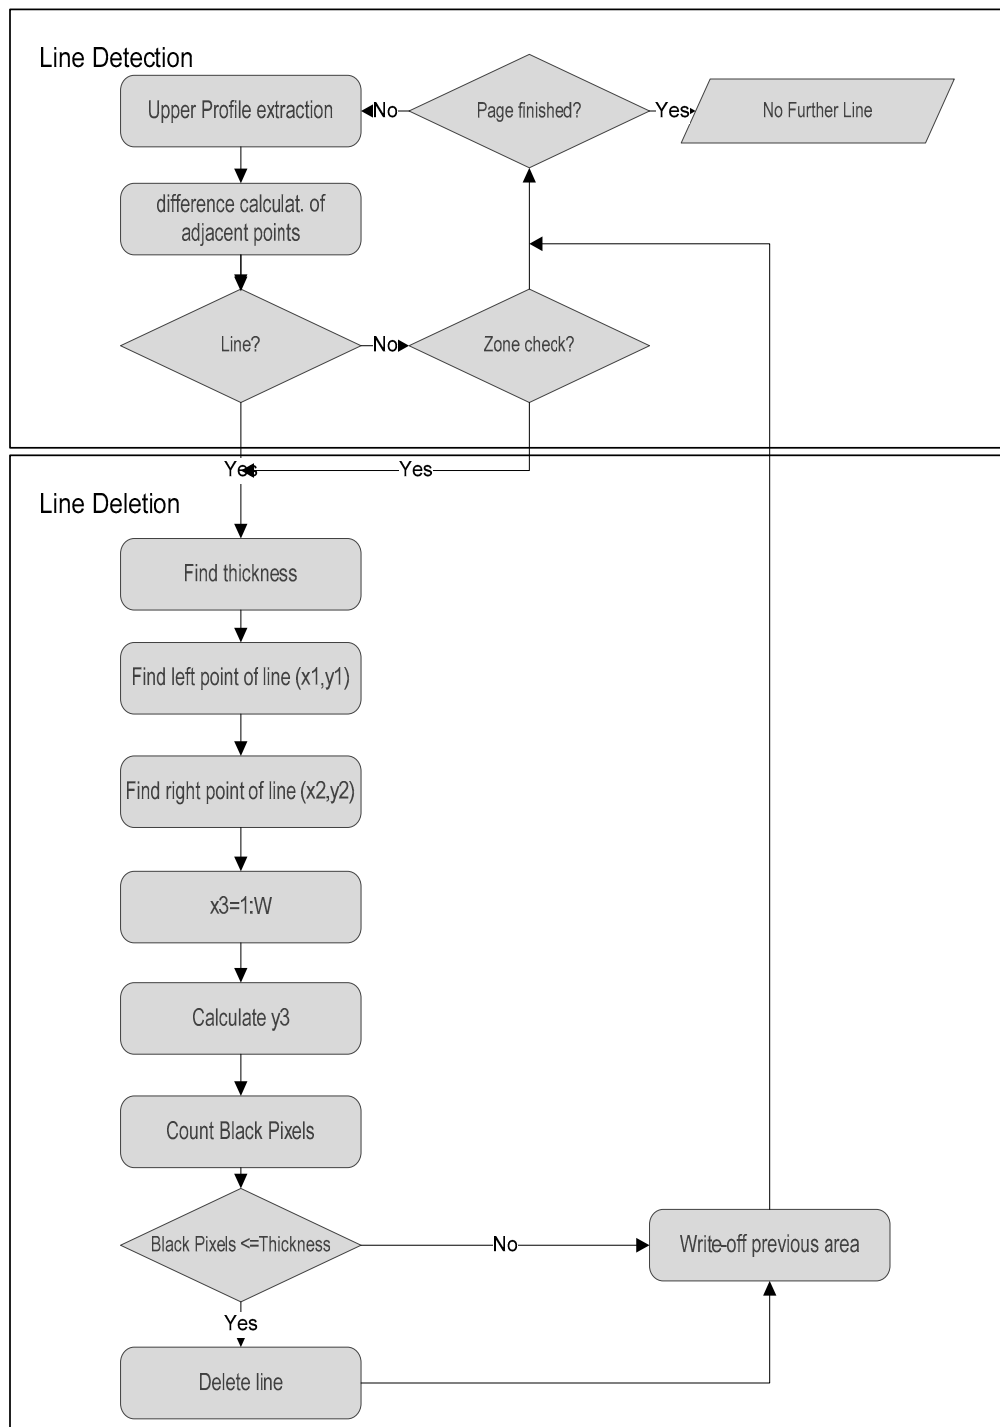 Line Detection
Upper Profile extraction
No
Page finished?
Yes
No Further Line
difference calculat. of
adjacent points
Line?
No
Zone check?
Yes
Yes
Line Deletion
Find thickness
Find left point of line (x1,y1)
Find right point of line (x2,y2)
x3=1:W
Calculate y3
Count Black Pixels
Black Pixels <=Thickness
No
Write-off previous area
Yes
Delete line